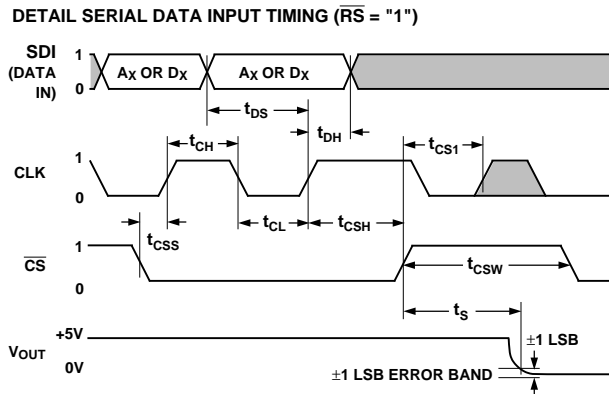 DETAIL SERIAL DATA INPUT TIMING (R̅S̅ = "1")
SDI
(DATA
IN)
1
0
AX OR DX
AX OR DX
tDS
tDH
tCH
tCS1
CLK
1
0
tCSS
tCL
tCSH
C̅S̅
1
0
tCSW
tS
+5V
VOUT
0V
±1 LSB
±1 LSB ERROR BAND